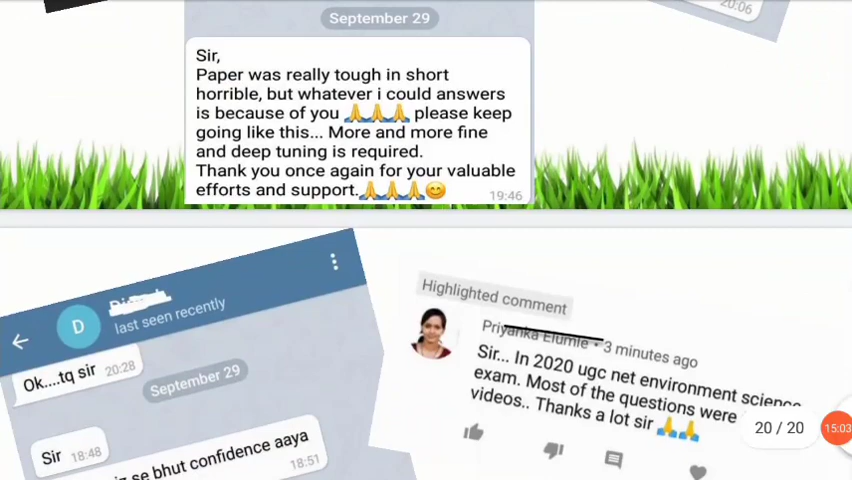 20:06
September 29
Sir,
Paper was really tough in short
horrible, but whatever i could answers
is because of you 🙏🙏🙏 please keep
going like this... More and more fine
and deep tuning is required.
Thank you once again for your valuable
efforts and support.🙏🙏🙏😊
19:46
D
last seen recently
Ok....tq sir 20:28
September 29
Sir 18:48
se bhut confidence aaya
18:51
Highlighted comment
Priyanka Elumle • 3 minutes ago
Sir... In 2020 ugc net environment science
exam. Most of the questions were
videos.. Thanks a lot sir 🙏🙏
20 / 20
15:03